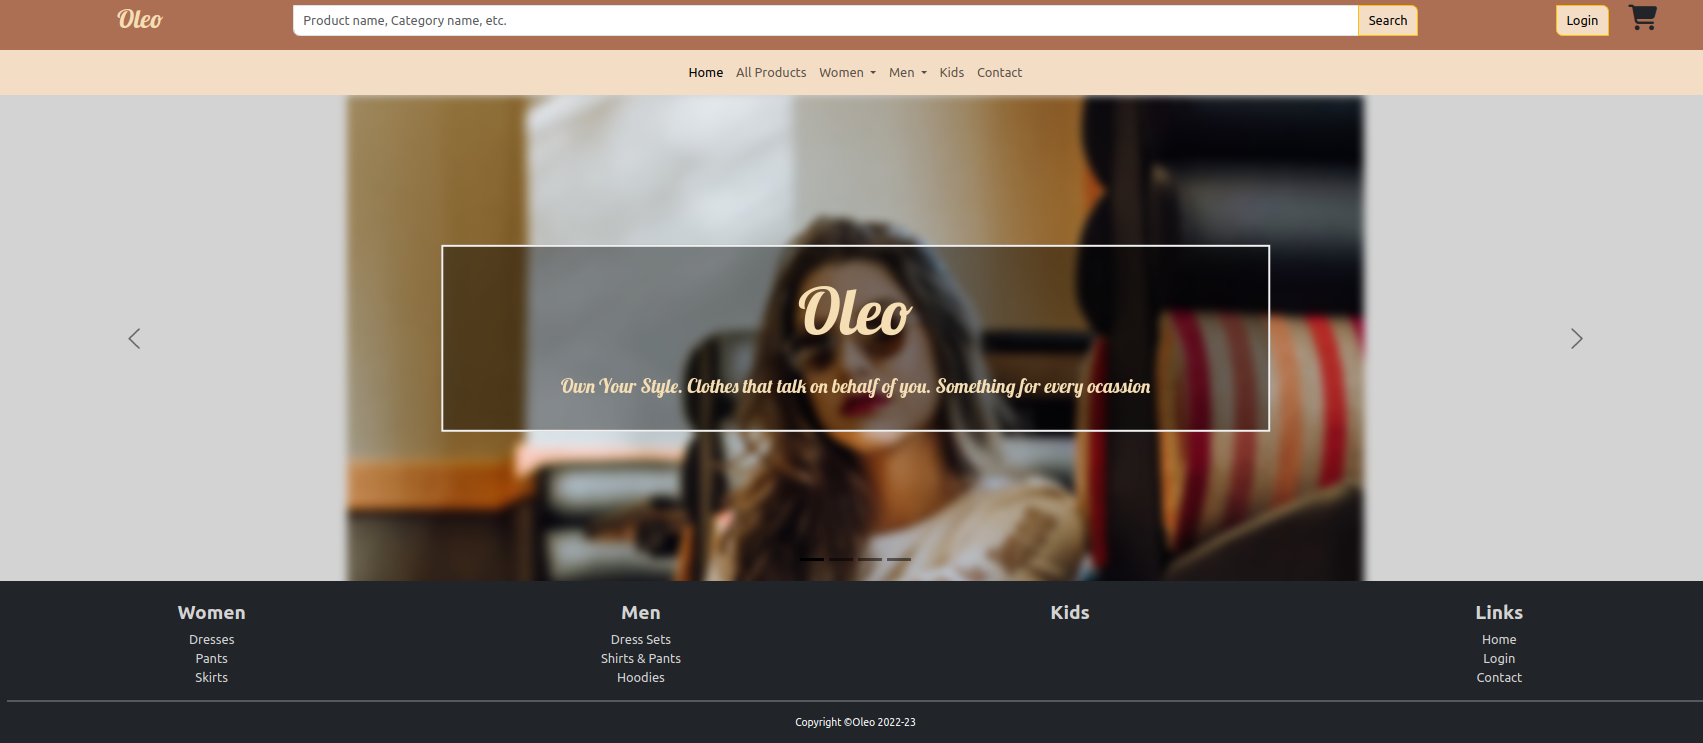 Oleo
Product name, Category name, etc. Search
Login
Home All Products Women Men Kids Contact
Oleo
Own Your Style. Clothes that talk on behalf of you. Something for every ocassion
Women Men Kids Links
Dresses Dress Sets Home
Pants Shirts & Pants Login
Skirts Hoodies Contact
Copyright ©Oleo 2022-23